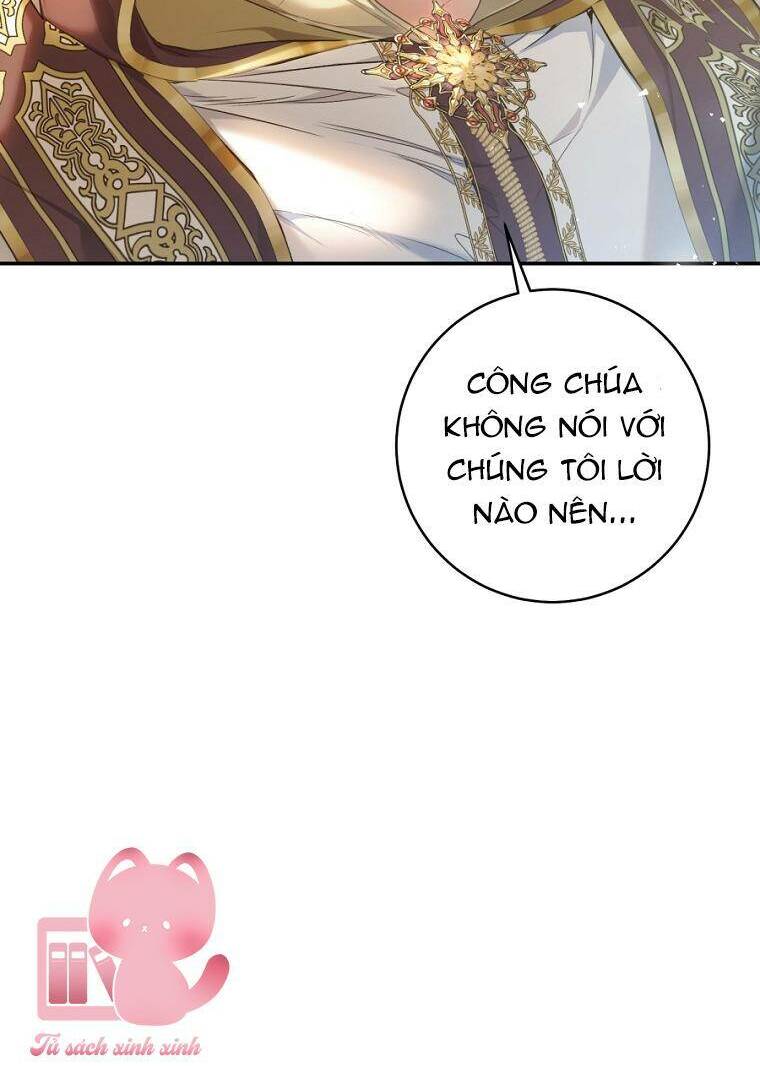 CÔNG CHÚA
KHÔNG NÓI VỚI
CHÚNG TÔI LỜI
NÀO NÊN...
Tủ sách xinh xinh